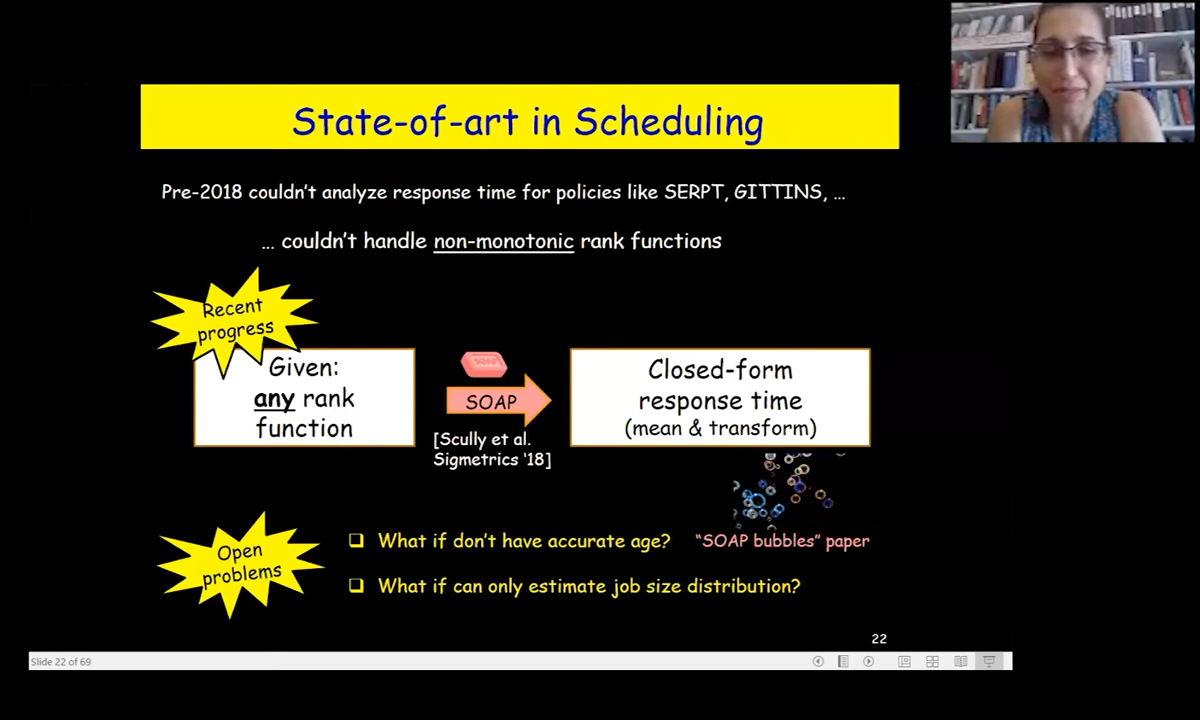 State-of-art in Scheduling
Pre-2018 couldn't analyze response time for policies like SERPT, GITTINS, ...
... couldn't handle non-monotonic rank functions
Recent
progress
Given:
any rank
function
SOAP
SOAP
[Scully et al.
Sigmetrics '18]
Closed-form
response time
(mean & transform)
Open
problems
❑ What if don't have accurate age? "SOAP bubbles" paper
❑ What if can only estimate job size distribution?
22
Slide 22 of 69